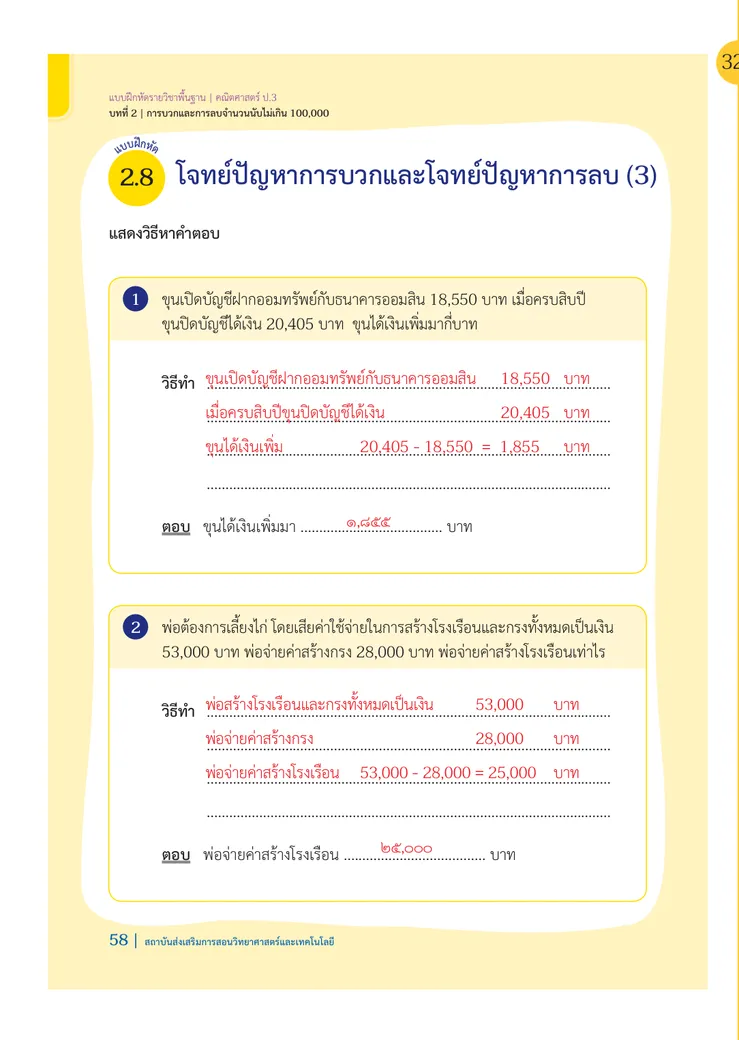 32
แบบฝึกหัดรายวิชาพื้นฐาน | คณิตศาสตร์ ป.3
บทที่ 2 | การบวกและการลบจำนวนนับไม่เกิน 100,000
แบบฝึกหัด
2.8 โจทย์ปัญหาการบวกและโจทย์ปัญหาการลบ (3)
แสดงวิธีหาคำตอบ
1 ขุนเปิดบัญชีฝากออมทรัพย์กับธนาคารออมสิน 18,550 บาท เมื่อครบสิบปี
ขุนปิดบัญชีได้เงิน 20,405 บาท ขุนได้เงินเพิ่มมากี่บาท
วิธีทำ ขุนเปิดบัญชีฝากออมทรัพย์กับธนาคารออมสิน 18,550 บาท
เมื่อครบสิบปีขุนปิดบัญชีได้เงิน 20,405 บาท
ขุนได้เงินเพิ่ม 20,405 - 18,550 = 1,855 บาท
ตอบ ขุนได้เงินเพิ่มมา ๑,๘๕๕ บาท
2 พ่อต้องการเลี้ยงไก่ โดยเสียค่าใช้จ่ายในการสร้างโรงเรือนและกรงทั้งหมดเป็นเงิน
53,000 บาท พ่อจ่ายค่าสร้างกรง 28,000 บาท พ่อจ่ายค่าสร้างโรงเรือนเท่าไร
วิธีทำ พ่อสร้างโรงเรือนและกรงทั้งหมดเป็นเงิน 53,000 บาท
พ่อจ่ายค่าสร้างกรง 28,000 บาท
พ่อจ่ายค่าสร้างโรงเรือน 53,000 - 28,000 = 25,000 บาท
ตอบ พ่อจ่ายค่าสร้างโรงเรือน ๒๕,๐๐๐ บาท
58 | สถาบันส่งเสริมการสอนวิทยาศาสตร์และเทคโนโลยี